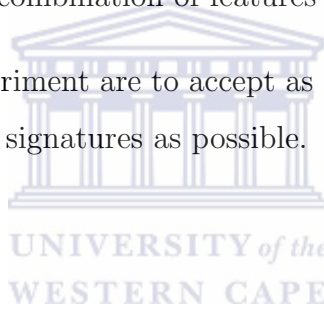 combination of features
riment are to accept as
signatures as possible.
UNIVERSITY of the
WESTERN CAPE